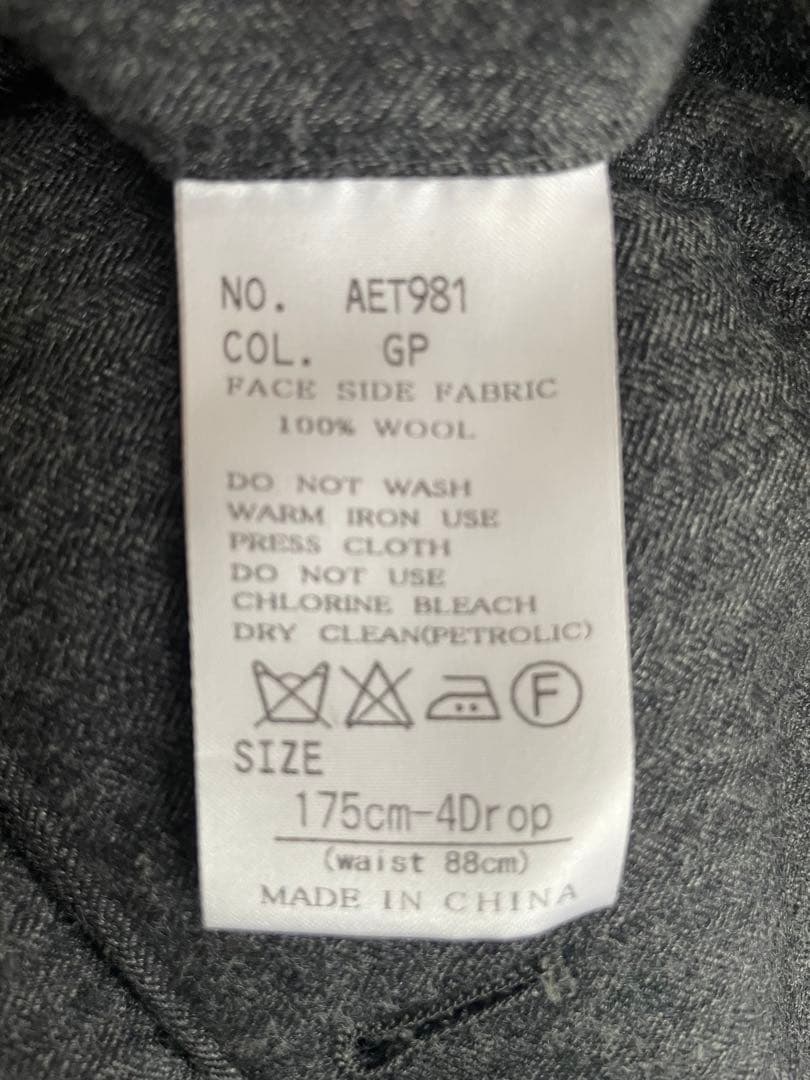 NO. AET981
COL. GP
FACE SIDE FABRIC
100% WOOL
DO NOT WASH
WARM IRON USE
PRESS CLOTH
DO NOT USE
CHLORINE BLEACH
DRY CLEAN(PETROLIC)
F
SIZE
175cm-4Drop
(waist 88cm)
MADE IN CHINA